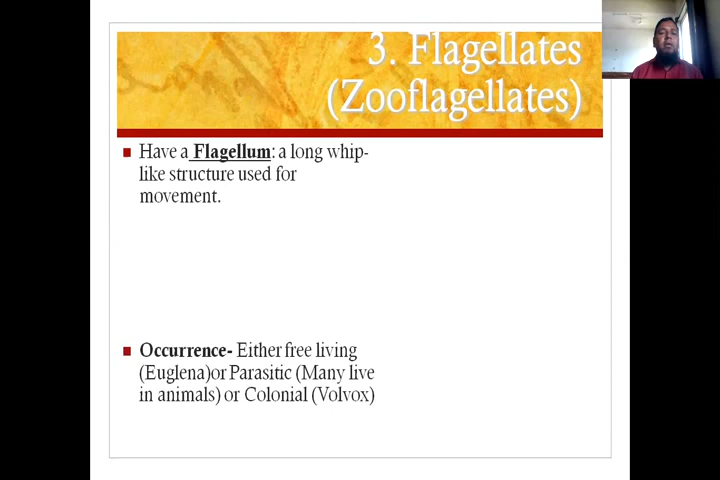 3. Flagellates
(Zooflagellates)
Have a Flagellum: a long whip-
like structure used for
movement.
Occurrence- Either free living
(Euglena)or Parasitic (Many live
in animals) or Colonial (Volvox)